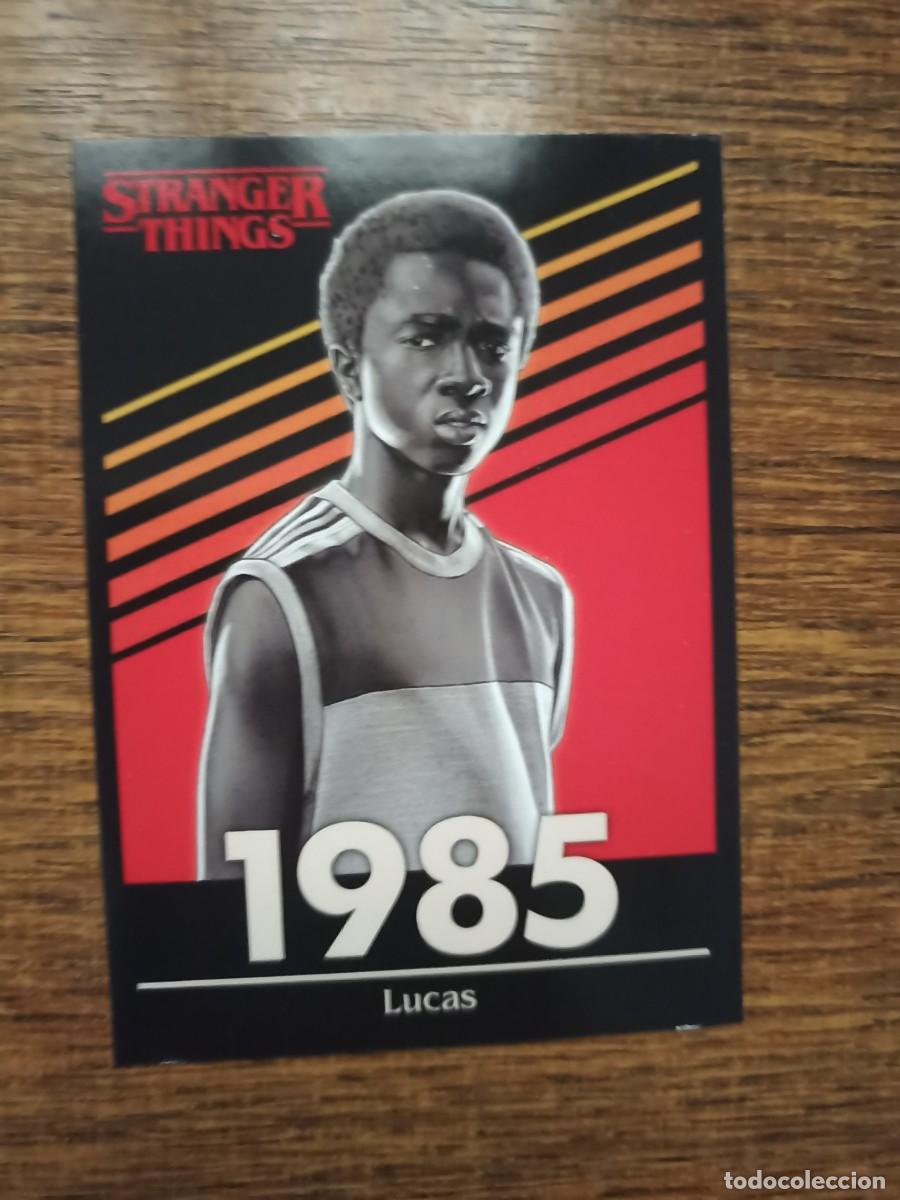 STRANGER
THINGS
1985
Lucas
todocoleccion